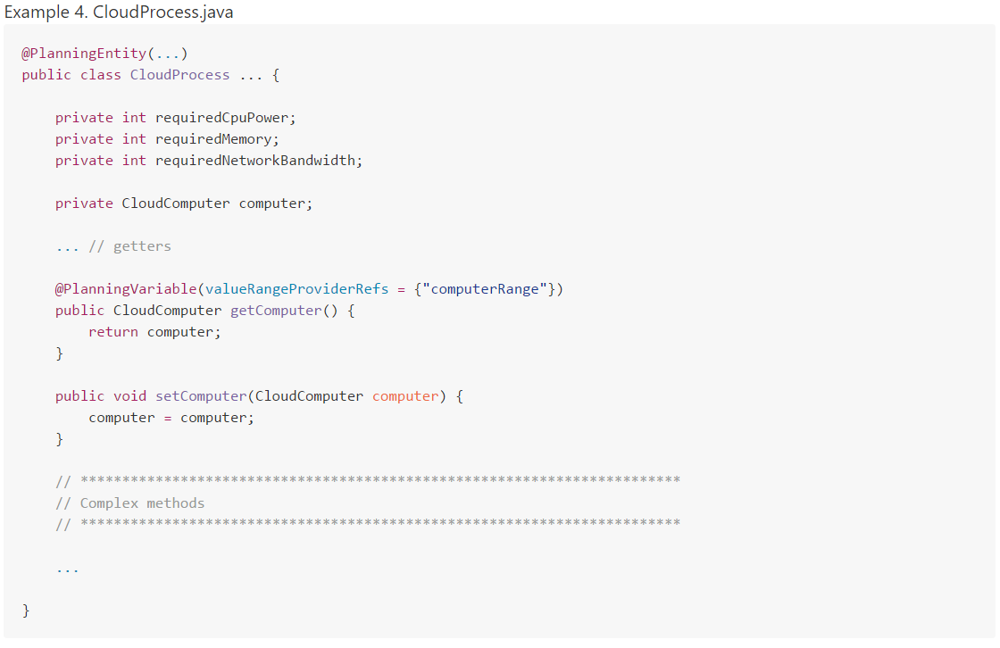 Example 4. CloudProcess.java
@PlanningEntity(...)
public class CloudProcess ... {
    private int requiredCpuPower;
    private int requiredMemory;
    private int requiredNetworkBandwidth;
    private CloudComputer computer;
    ... // getters
    @PlanningVariable(valueRangeProviderRefs = {"computerRange"})
    public CloudComputer getComputer() {
        return computer;
    }
    public void setComputer(CloudComputer computer) {
        computer = computer;
    }
    // ************************************************************************
    // Complex methods
    // ************************************************************************
    ...
}